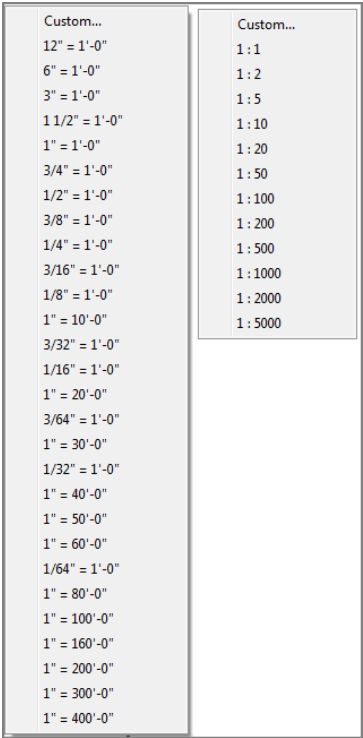 Custom...
12" = 1'-0"
6" = 1'-0"
3" = 1'-0"
1 1/2" = 1'-0"
1" = 1'-0"
3/4" = 1'-0"
1/2" = 1'-0"
3/8" = 1'-0"
1/4" = 1'-0"
3/16" = 1'-0"
1/8" = 1'-0"
1" = 10'-0"
3/32" = 1'-0"
1/16" = 1'-0"
1" = 20'-0"
3/64" = 1'-0"
1" = 30'-0"
1/32" = 1'-0"
1" = 40'-0"
1" = 50'-0"
1" = 60'-0"
1/64" = 1'-0"
1" = 80'-0"
1" = 100'-0"
1" = 160'-0"
1" = 200'-0"
1" = 300'-0"
1" = 400'-0"
Custom...
1 : 1
1 : 2
1 : 5
1 : 10
1 : 20
1 : 50
1 : 100
1 : 200
1 : 500
1 : 1000
1 : 2000
1 : 5000